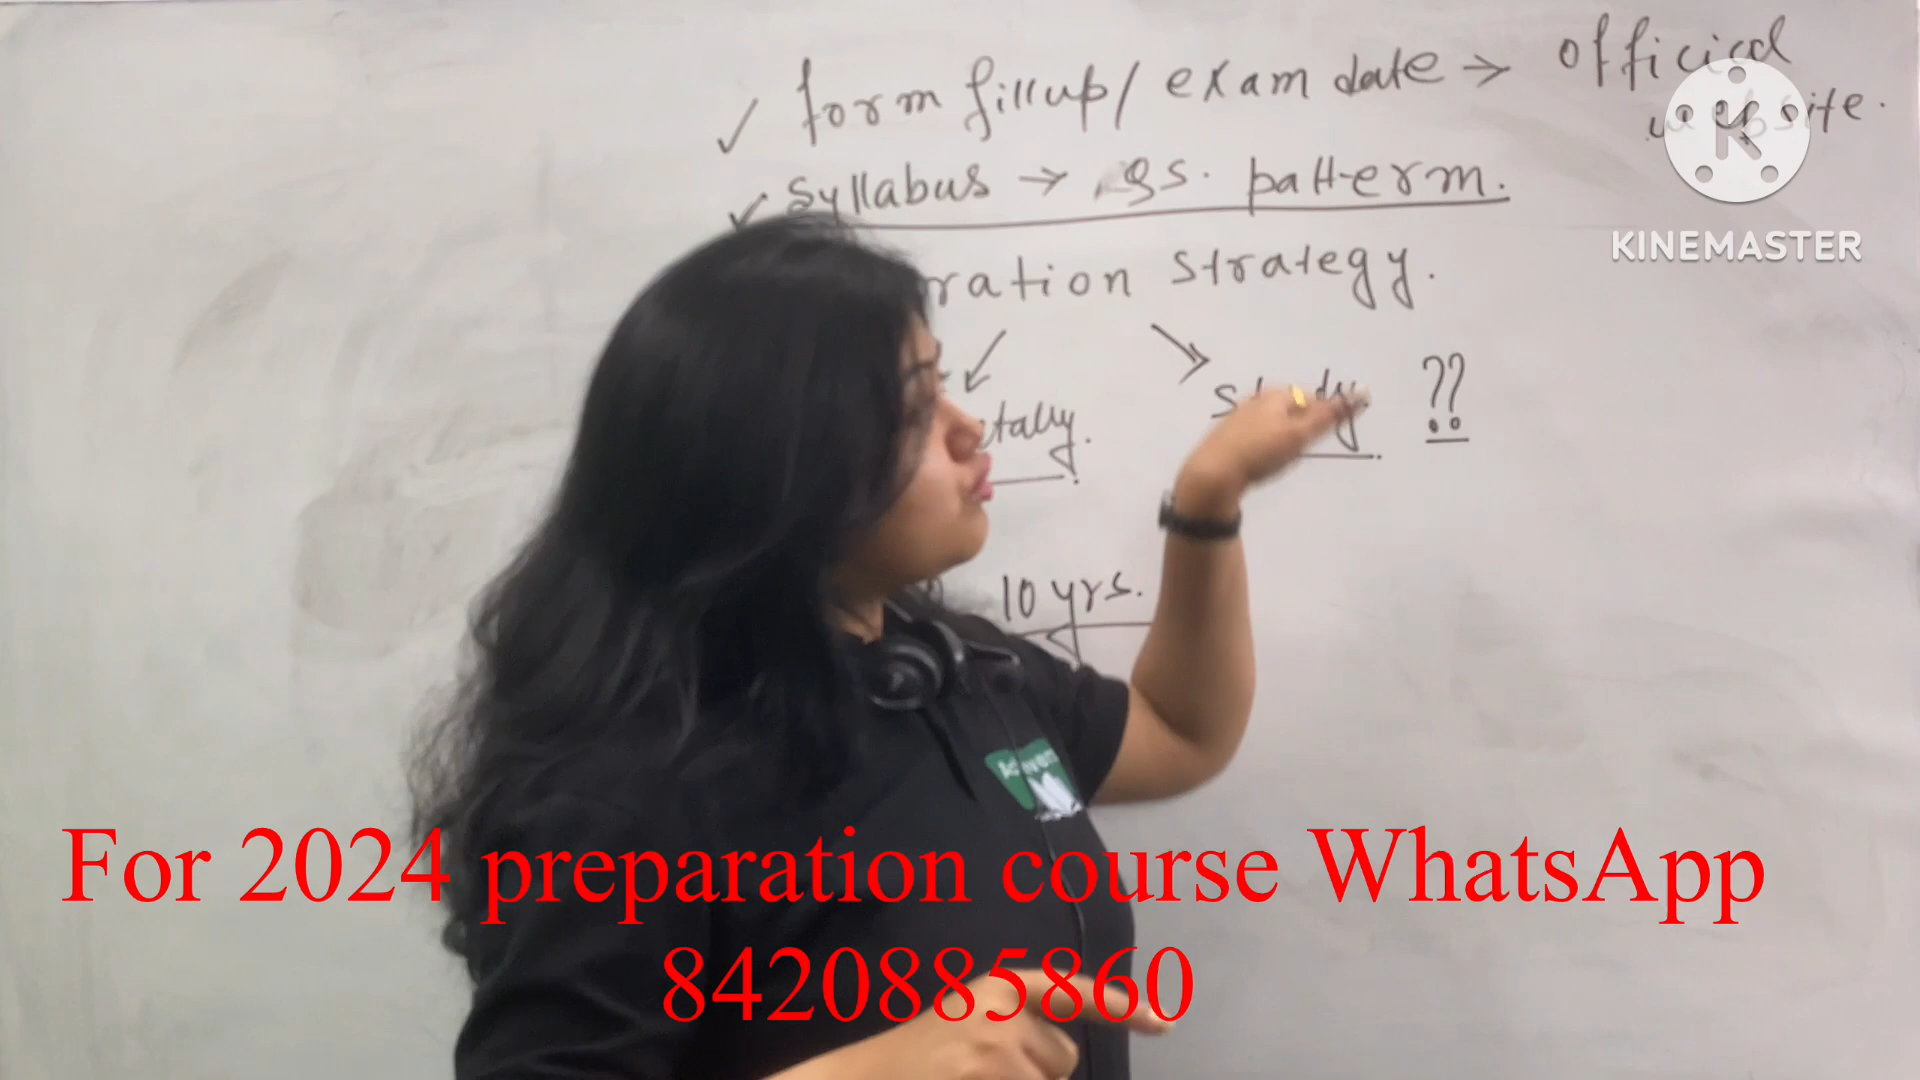 ✓ form fillup/ exam date → official
website.
✓ Syllabus → gs. pattern.
ration strategy.
tally.
study. ??
10 yrs.
KINEMASTER
For 2024 preparation course WhatsApp
8420885860